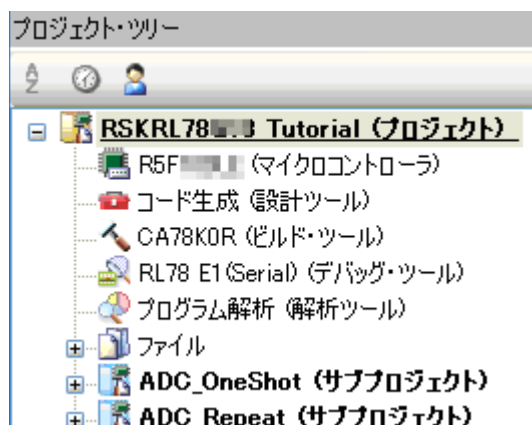 プロジェクト・ツリー
RSKRL78 Tutorial (プロジェクト)
R5F (マイクロコントローラ)
コード生成 (設計ツール)
CA78K0R (ビルド・ツール)
RL78 E1(Serial) (デバッグ・ツール)
プログラム解析 (解析ツール)
ファイル
ADC_OneShot (サブプロジェクト)
ADC_Repeat (サブプロジェクト)